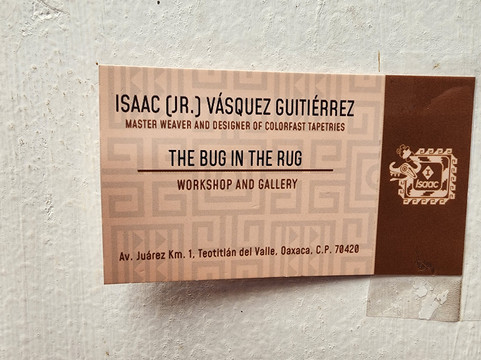 ISAAC (JR.) VÁSQUEZ GUITIÉRREZ
MASTER WEAVER AND DESIGNER OF COLORFAST TAPETRIES
THE BUG IN THE RUG
WORKSHOP AND GALLERY
isaac
Av. Juárez Km. 1, Teotitlán del Valle, Oaxaca, C.P. 70420